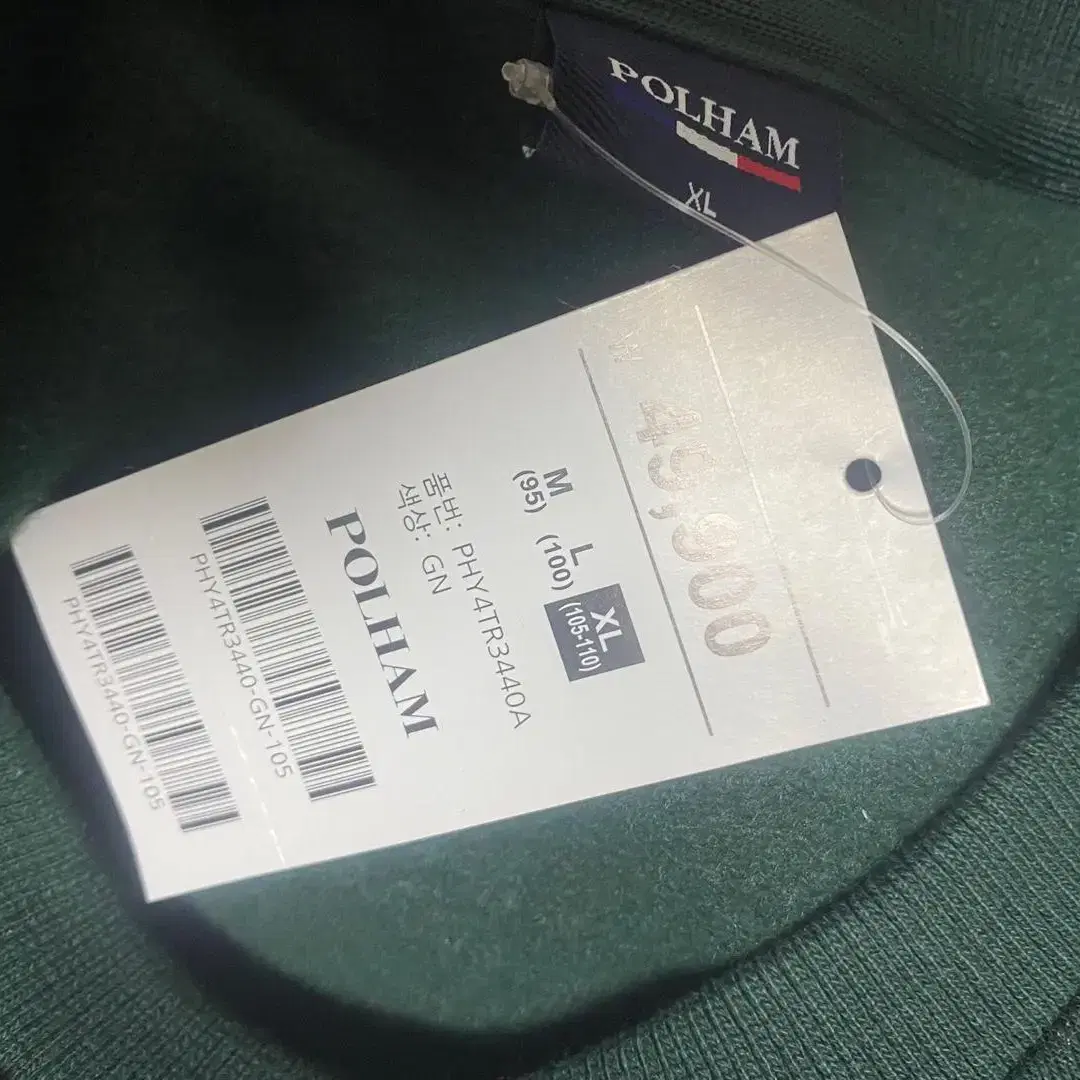 POLHAM
XL
W. 49,900
M L XL
(95) (100) (105-110)
품번: PHY4TR3440A
색상: GN
POLHAM
PHY4TR3440-GN-105
PHY4TR3440-GN-105